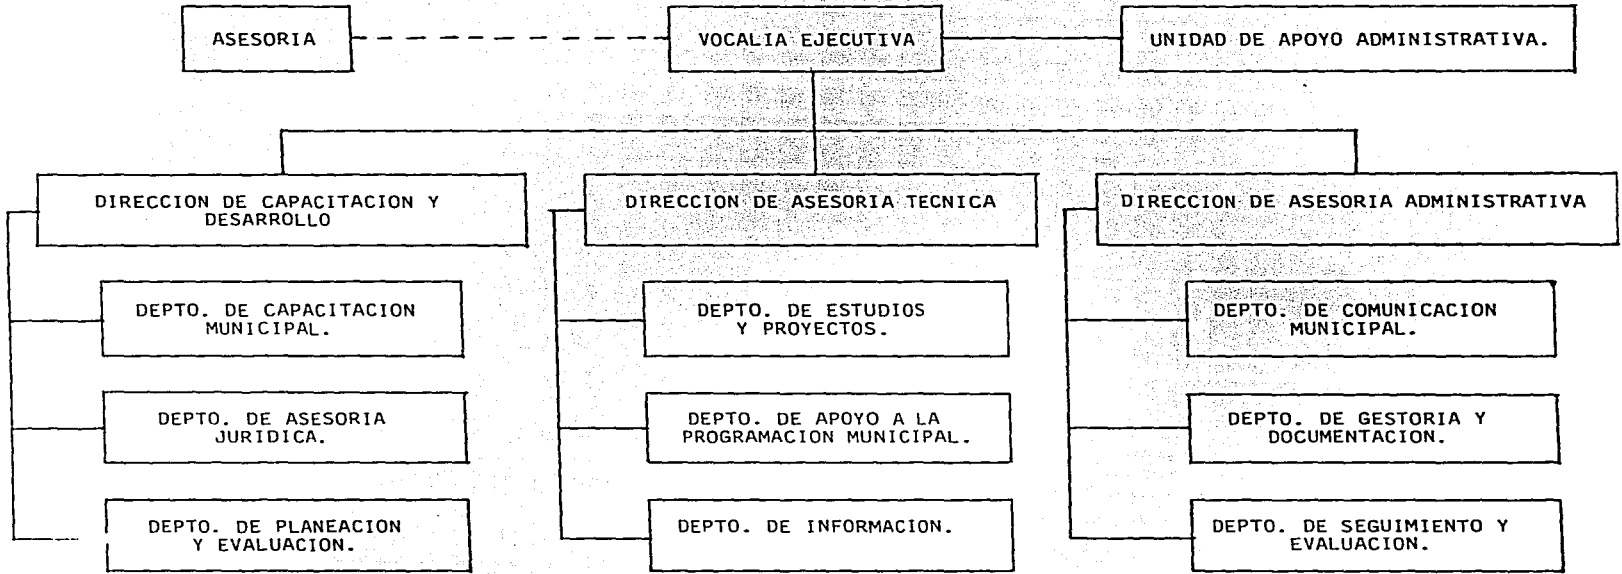 ASESORIA
VOCALIA EJECUTIVA
UNIDAD DE APOYO ADMINISTRATIVA.
DIRECCION DE CAPACITACION Y
DESARROLLO
DIRECCION DE ASESORIA TECNICA
DIRECCION DE ASESORIA ADMINISTRATIVA
DEPTO. DE CAPACITACION
MUNICIPAL.
DEPTO. DE ESTUDIOS
Y PROYECTOS.
DEPTO. DE COMUNICACION
MUNICIPAL.
DEPTO. DE ASESORIA
JURIDICA.
DEPTO. DE APOYO A LA
PROGRAMACION MUNICIPAL.
DEPTO. DE GESTORIA Y
DOCUMENTACION.
DEPTO. DE PLANEACION
Y EVALUACION.
DEPTO. DE INFORMACION.
DEPTO. DE SEGUIMIENTO Y
EVALUACION.